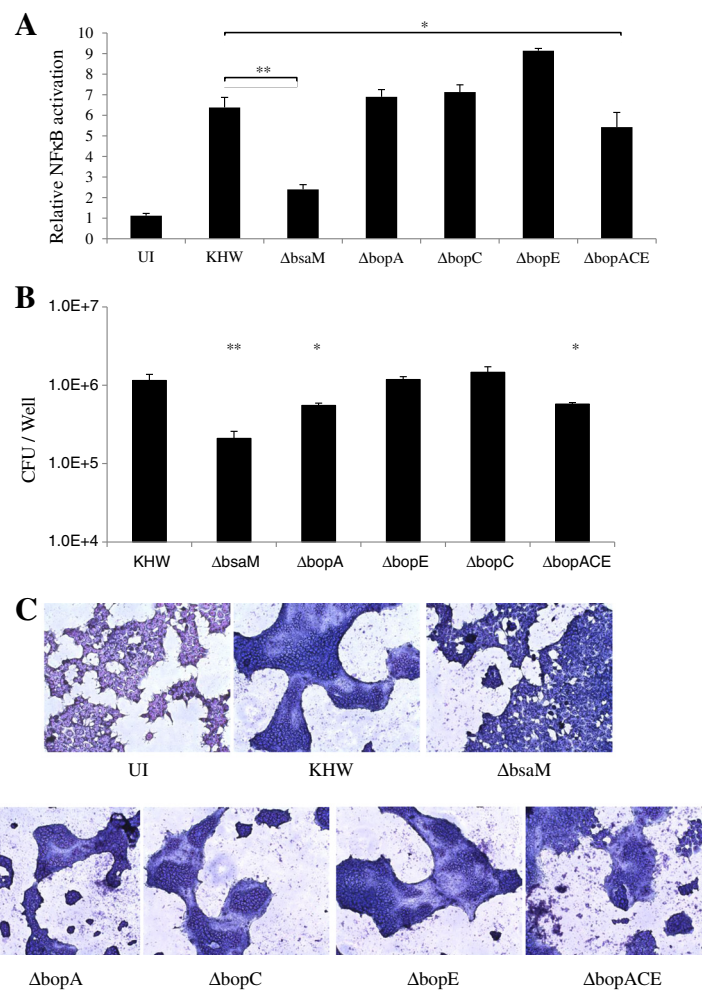 A
*
**
Relative NFκB activation
10
9
8
7
6
5
4
3
2
1
0
UI KHW ΔbsaM ΔbopA ΔbopC ΔbopE ΔbopACE
B
CFU / Well
1.0E+7
** * *
1.0E+6
1.0E+5
1.0E+4
KHW ΔbsaM ΔbopA ΔbopE ΔbopC ΔbopACE
C
UI KHW ΔbsaM
ΔbopA ΔbopC ΔbopE ΔbopACE